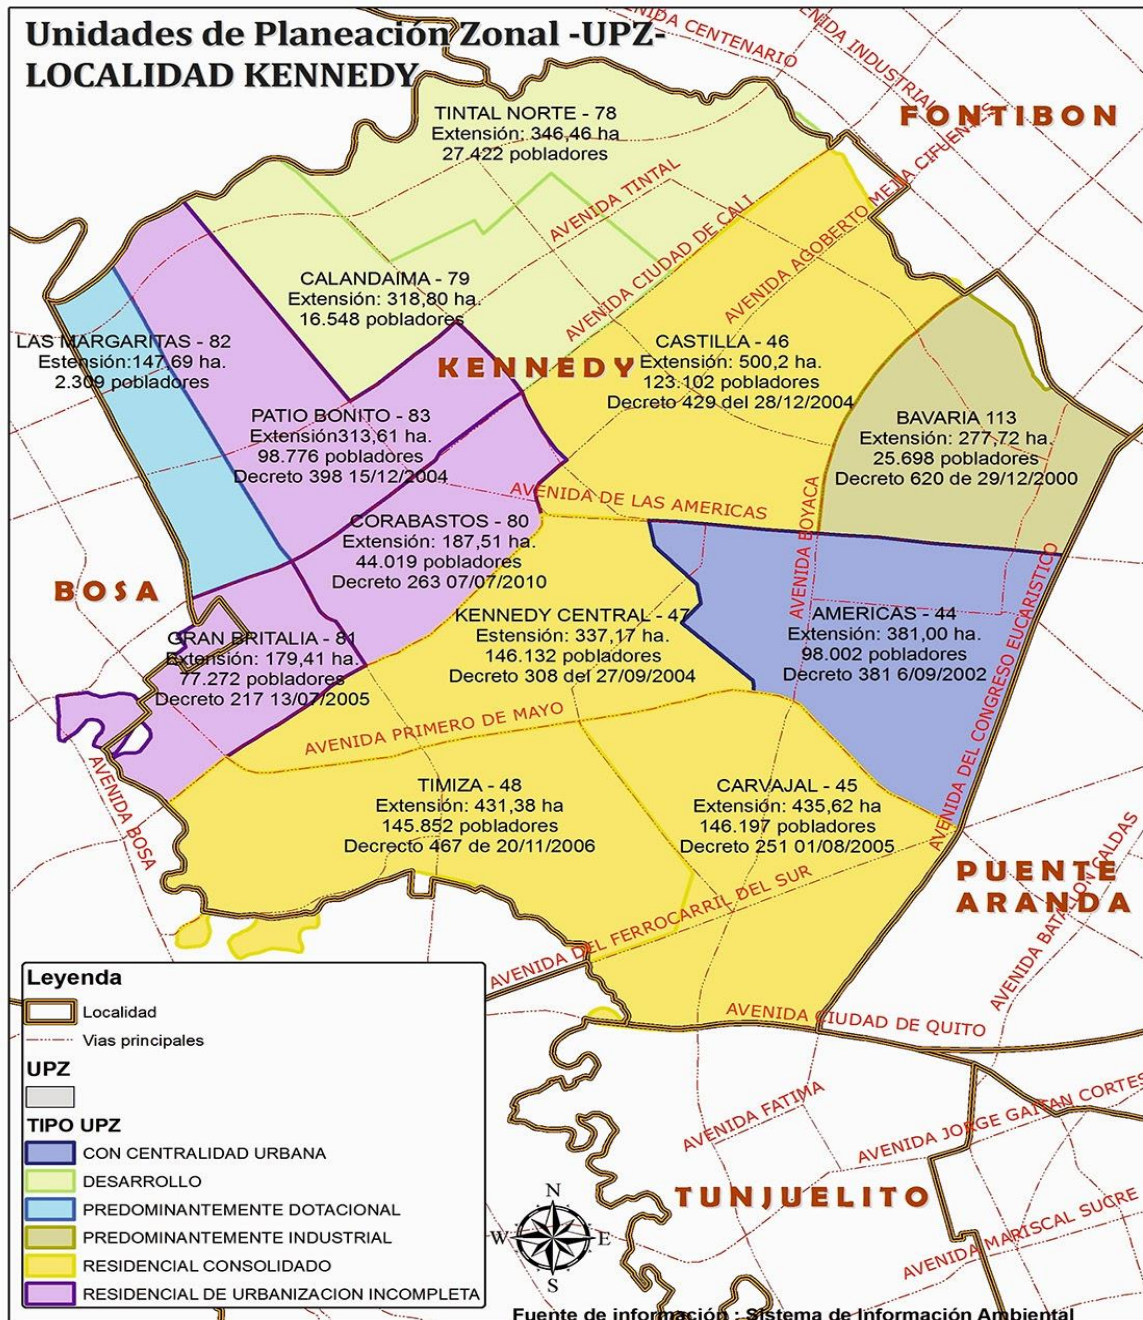 Unidades de Planeación Zonal -UPZ-
LOCALIDAD KENNEDY
AVENIDA CENTENARIO
AVENIDA INDUSTRIAL
FONTIBON
TINTAL NORTE - 78
Extensión: 346,46 ha
27.422 pobladores
AVENIDA TINTAL
AVENIDA CIUDAD DE CALI
AVENIDA AGOBERTO MEJIA CIFUENTES
CALANDAIMA - 79
Extensión: 318,80 ha.
16.548 pobladores
LAS MARGARITAS - 82
Estensión:147,69 ha.
2.309 pobladores
KENNEDY
CASTILLA - 46
Extensión: 500,2 ha.
123.102 pobladores
Decreto 429 del 28/12/2004
PATIO BONITO - 83
Extensión313,61 ha.
98.776 pobladores
Decreto 398 15/12/2004
BAVARIA 113
Extensión: 277,72 ha.
25.698 pobladores
Decreto 620 de 29/12/2000
AVENIDA DE LAS AMERICAS
AVENIDA BOYACA
CORABASTOS - 80
Extensión: 187,51 ha.
44.019 pobladores
Decreto 263 07/07/2010
BOSA
AVENIDA DEL CONGRESO EUCARISTICO
KENNEDY CENTRAL - 47
Estensión: 337,17 ha.
146.132 pobladores
Decreto 308 del 27/09/2004
AMERICAS - 44
Extensión: 381,00 ha.
98.002 pobladores
Decreto 381 6/09/2002
GRAN BRITALIA - 81
Extensión: 179,41 ha.
77.272 pobladores
Decreto 217 13/07/2005
AVENIDA PRIMERO DE MAYO
AVENIDA BOSA
TIMIZA - 48
Extensión: 431,38 ha
145.852 pobladores
Decrecto 467 de 20/11/2006
CARVAJAL - 45
Extensión: 435,62 ha
146.197 pobladores
Decreto 251 01/08/2005
PUENTE
ARANDA
AVENIDA BATALLON CALDAS
AVENIDA DEL FERROCARRIL DEL SUR
AVENIDA CIUDAD DE QUITO
AVENIDA FATIMA
AVENIDA JORGE GAITAN CORTES
TUNJUELITO
AVENIDA MARISCAL SUCRE
Leyenda
Localidad
Vias principales
UPZ
TIPO UPZ
CON CENTRALIDAD URBANA
DESARROLLO
PREDOMINANTEMENTE DOTACIONAL
PREDOMINANTEMENTE INDUSTRIAL
RESIDENCIAL CONSOLIDADO
RESIDENCIAL DE URBANIZACION INCOMPLETA
N
W E
S
Fuente de información : Sistema de Información Ambiental